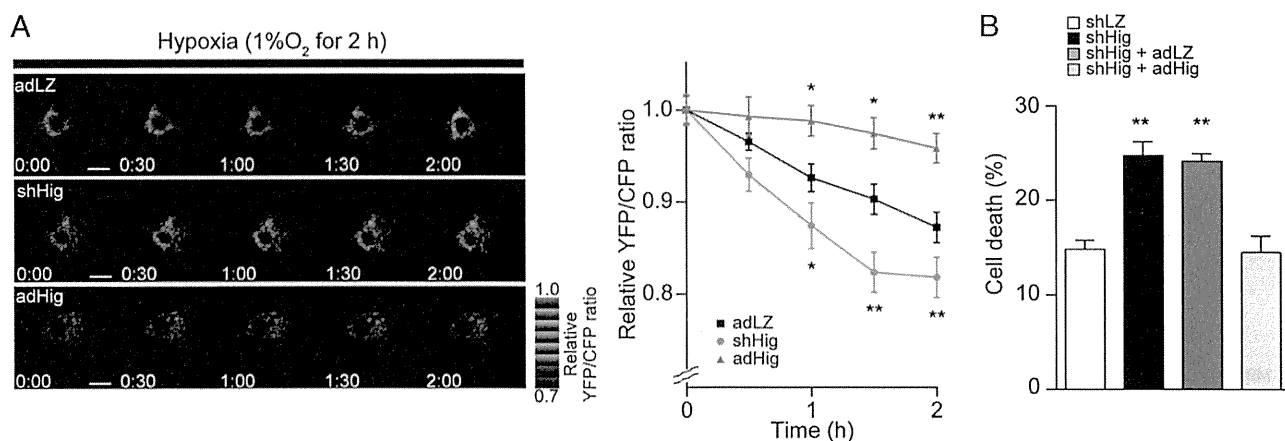 A
Hypoxia (1%O2 for 2 h)
adLZ
0:00 0:30 1:00 1:30 2:00
shHig
0:00 0:30 1:00 1:30 2:00
adHig
0:00 0:30 1:00 1:30 2:00
1.0
Relative
YFP/CFP ratio
0.7
Relative YFP/CFP ratio
1.0
0.9
0.8
* * **
* ** **
adLZ
shHig
adHig
0 1 2
Time (h)
B
shLZ
shHig
shHig + adLZ
shHig + adHig
Cell death (%)
30
20
10
0
** **